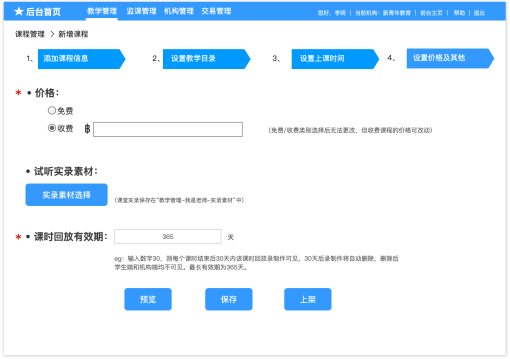 ★ 后台首页 教学管理 监课管理 机构管理 交易管理 您好，李明 | 当前机构：新青年教育 | 前台主页 | 帮助 | 退出
课程管理 > 新增课程
1、 添加课程信息 2、 设置教学目录 3、 设置上课时间 4、 设置价格及其他
* • 价格：
免费
收费 ฿ (免费/收费类别选择后无法更改，但收费课程的价格可改动)
• 试听实录素材：
实录素材选择 (课堂实录保存在“教学管理-我是老师-实录素材”中)
* • 课时回放有效期： 365 天
eg：输入数字30，则每个课时结束后30天内该课时回放录制件可见，30天后录制件将自动删除，删除后
学生端和机构端均不可见。最长有效期为365天。
预览 保存 上架